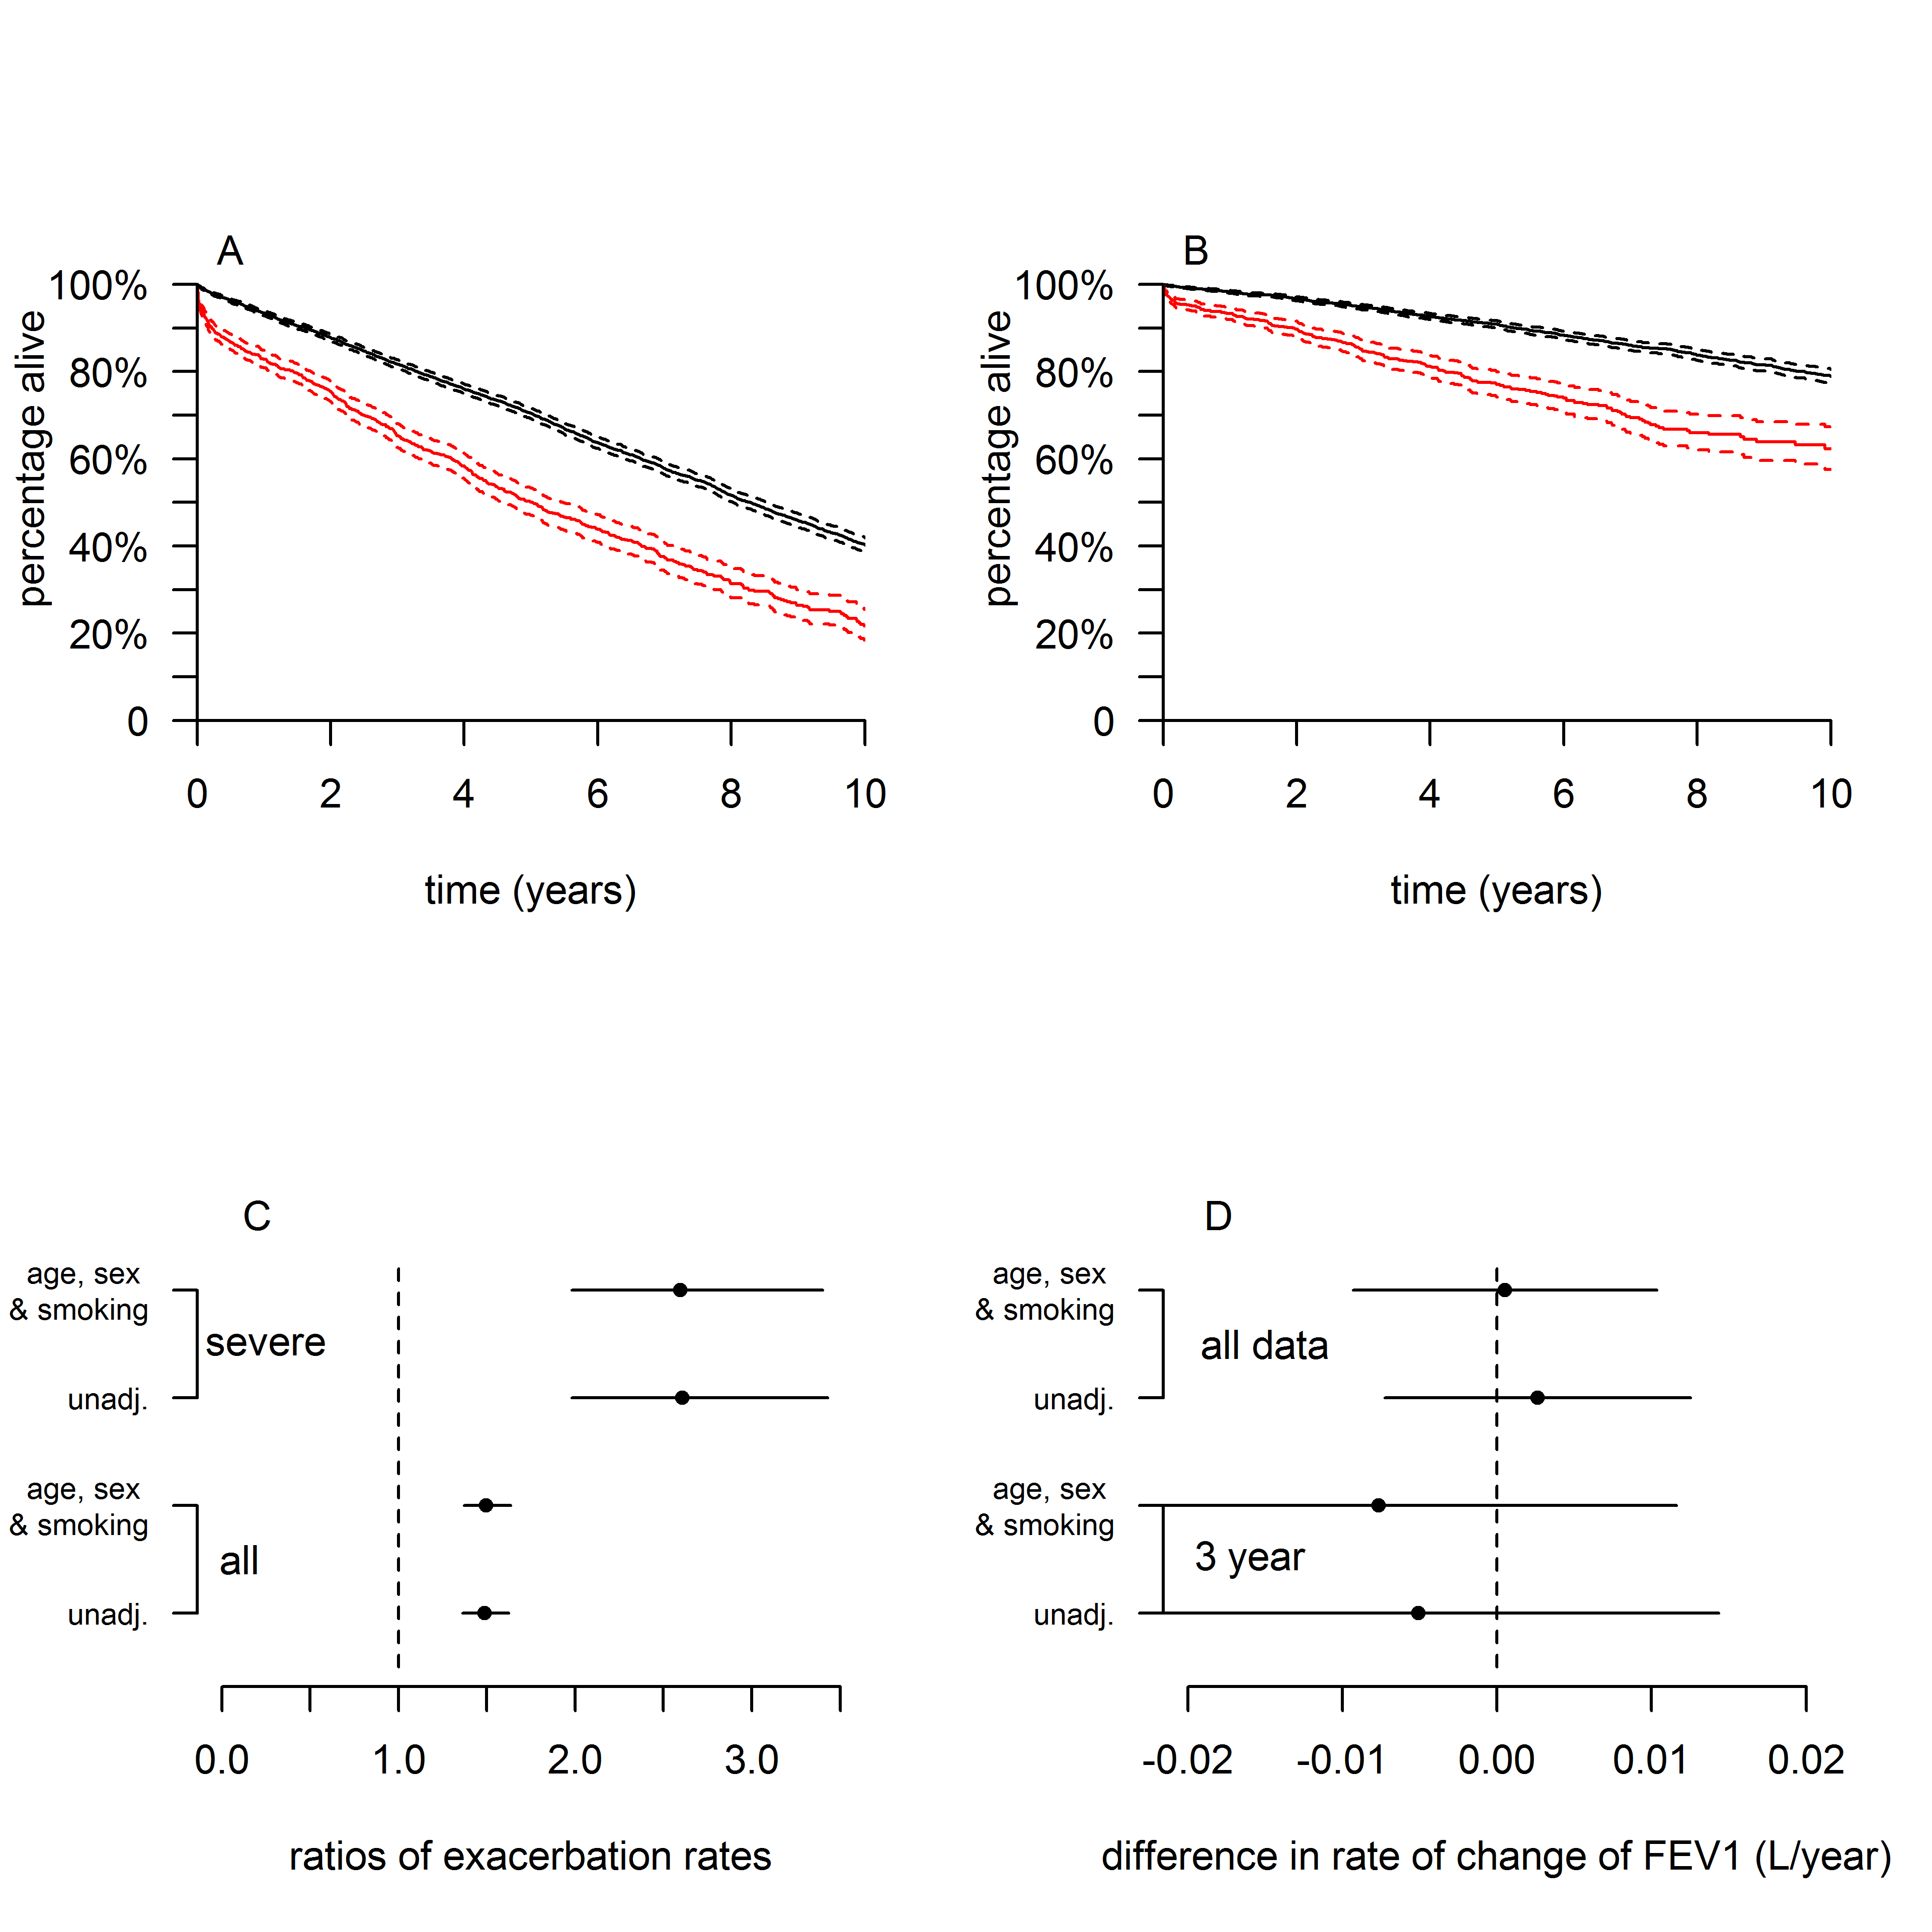 A
100%
80%
60%
40%
20%
0
percentage alive
0 2 4 6 8 10
time (years)
B
100%
80%
60%
40%
20%
0
percentage alive
0 2 4 6 8 10
time (years)
C
age, sex
& smoking
severe
unadj.
age, sex
& smoking
all
unadj.
0.0 1.0 2.0 3.0
ratios of exacerbation rates
D
age, sex
& smoking
all data
unadj.
age, sex
& smoking
3 year
unadj.
-0.02 -0.01 0.00 0.01 0.02
difference in rate of change of FEV1 (L/year)